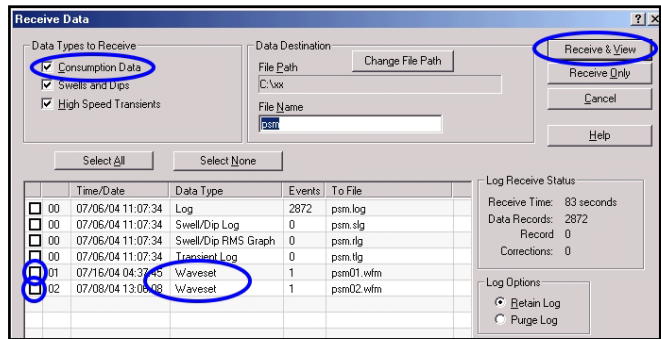 Receive Data
Data Types to Receive
Consumption Data
Swells and Dips
High Speed Transients
Data Destination
File Path
Change File Path
C:\xx
File Name
psm
Receive & View
Receive Only
Cancel
Help
Select All
Select None
Time/Date Data Type Events To File
00 07/06/04 11:07:34 Log 2872 psm.log
00 07/06/04 11:07:34 Swell/Dip Log 0 psm.slg
00 07/06/04 11:07:34 Swell/Dip RMS Graph 0 psm.rlg
00 07/06/04 11:07:34 Transient Log 0 psm.tlg
01 07/16/04 04:37:45 Waveset 1 psm01.wfm
02 07/08/04 13:06:08 Waveset 1 psm02.wfm
Log Receive Status
Receive Time: 83 seconds
Data Records: 2872
Record 0
Corrections: 0
Log Options
Retain Log
Purge Log